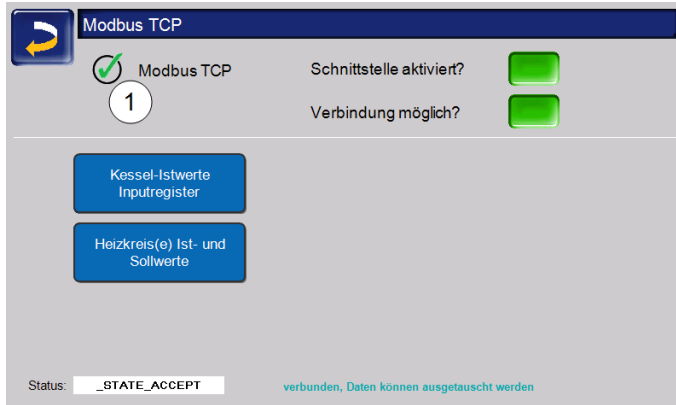 Modbus TCP
Modbus TCP
Schnittstelle aktiviert?
1
Verbindung möglich?
Kessel-Istwerte
Inputregister
Heizkreis(e) Ist- und
Sollwerte
Status:
_STATE_ACCEPT
verbunden, Daten können ausgetauscht werden